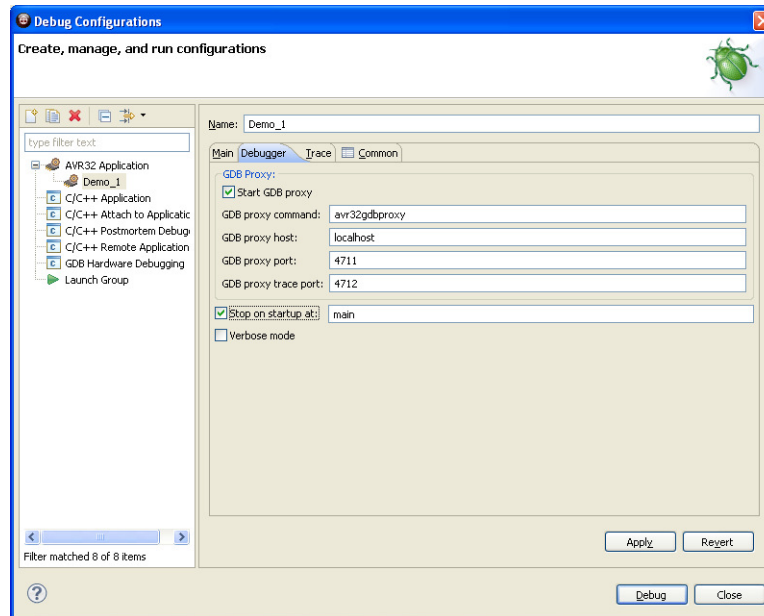 Debug Configurations
Create, manage, and run configurations
type filter text
AVR32 Application
Demo_1
C/C++ Application
C/C++ Attach to Applicatic
C/C++ Postmortem Debug
C/C++ Remote Application
GDB Hardware Debugging
Launch Group
Filter matched 8 of 8 items
Name: Demo_1
Main Debugger Trace Common
GDB Proxy:
Start GDB proxy
GDB proxy command: avr32gdbproxy
GDB proxy host: localhost
GDB proxy port: 4711
GDB proxy trace port: 4712
Stop on startup at: main
Verbose mode
Apply Revert
Debug Close